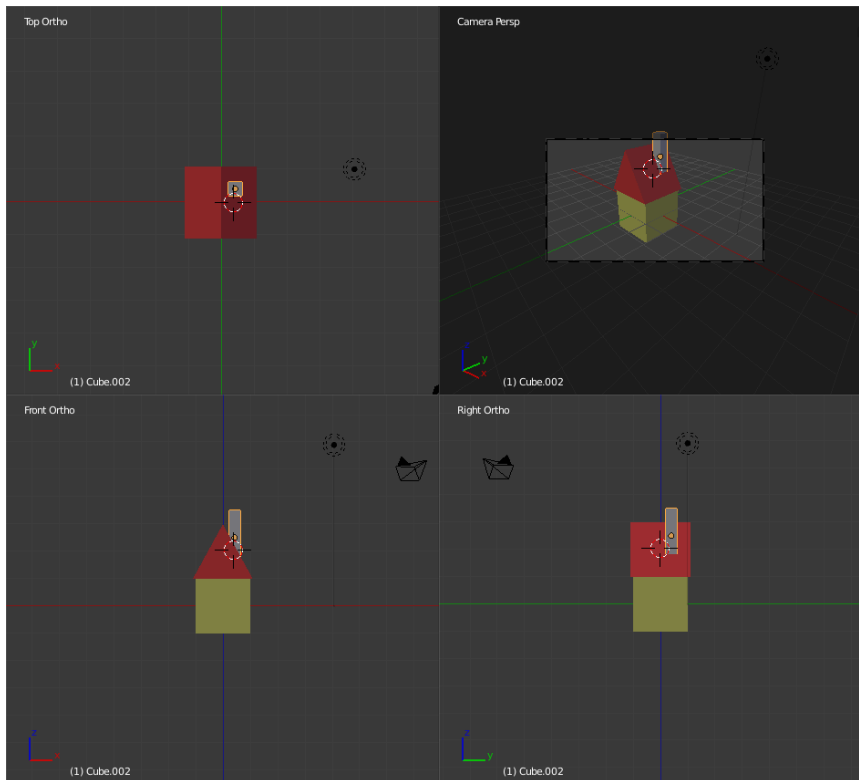 Top Ortho
y
x
(1) Cube.002
Camera Persp
z
y
x
(1) Cube.002
Front Ortho
z
x
(1) Cube.002
Right Ortho
z
y
(1) Cube.002